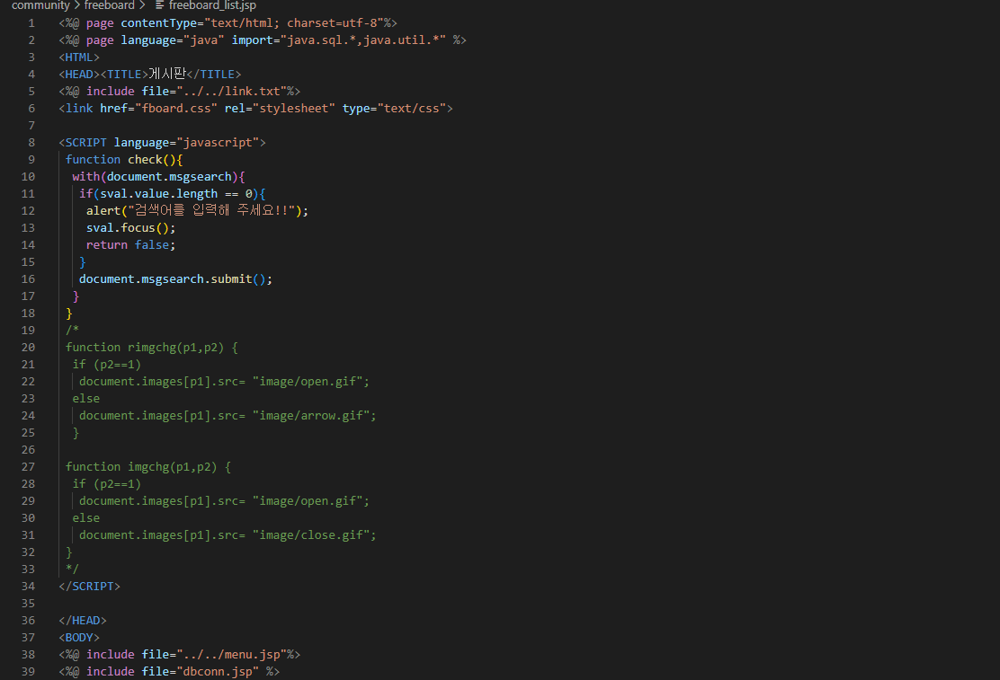 community > freeboard > freeboard_list.jsp
1 <%@ page contentType="text/html; charset=utf-8"%>
2 <%@ page language="java" import="java.sql.*,java.util.*" %>
3 <HTML>
4 <HEAD><TITLE>게시판</TITLE>
5 <%@ include file="../../link.txt"%>
6 <link href="fboard.css" rel="stylesheet" type="text/css">
7
8 <SCRIPT language="javascript">
9 function check(){
10 with(document.msgsearch){
11 if(sval.value.length == 0){
12 alert("검색어를 입력해 주세요!!");
13 sval.focus();
14 return false;
15 }
16 document.msgsearch.submit();
17 }
18 }
19 /*
20 function rimgchg(p1,p2) {
21 if (p2==1)
22 document.images[p1].src= "image/open.gif";
23 else
24 document.images[p1].src= "image/arrow.gif";
25 }
26
27 function imgchg(p1,p2) {
28 if (p2==1)
29 document.images[p1].src= "image/open.gif";
30 else
31 document.images[p1].src= "image/close.gif";
32 }
33 */
34 </SCRIPT>
35
36 </HEAD>
37 <BODY>
38 <%@ include file="../../menu.jsp"%>
39 <%@ include file="dbconn.jsp" %>